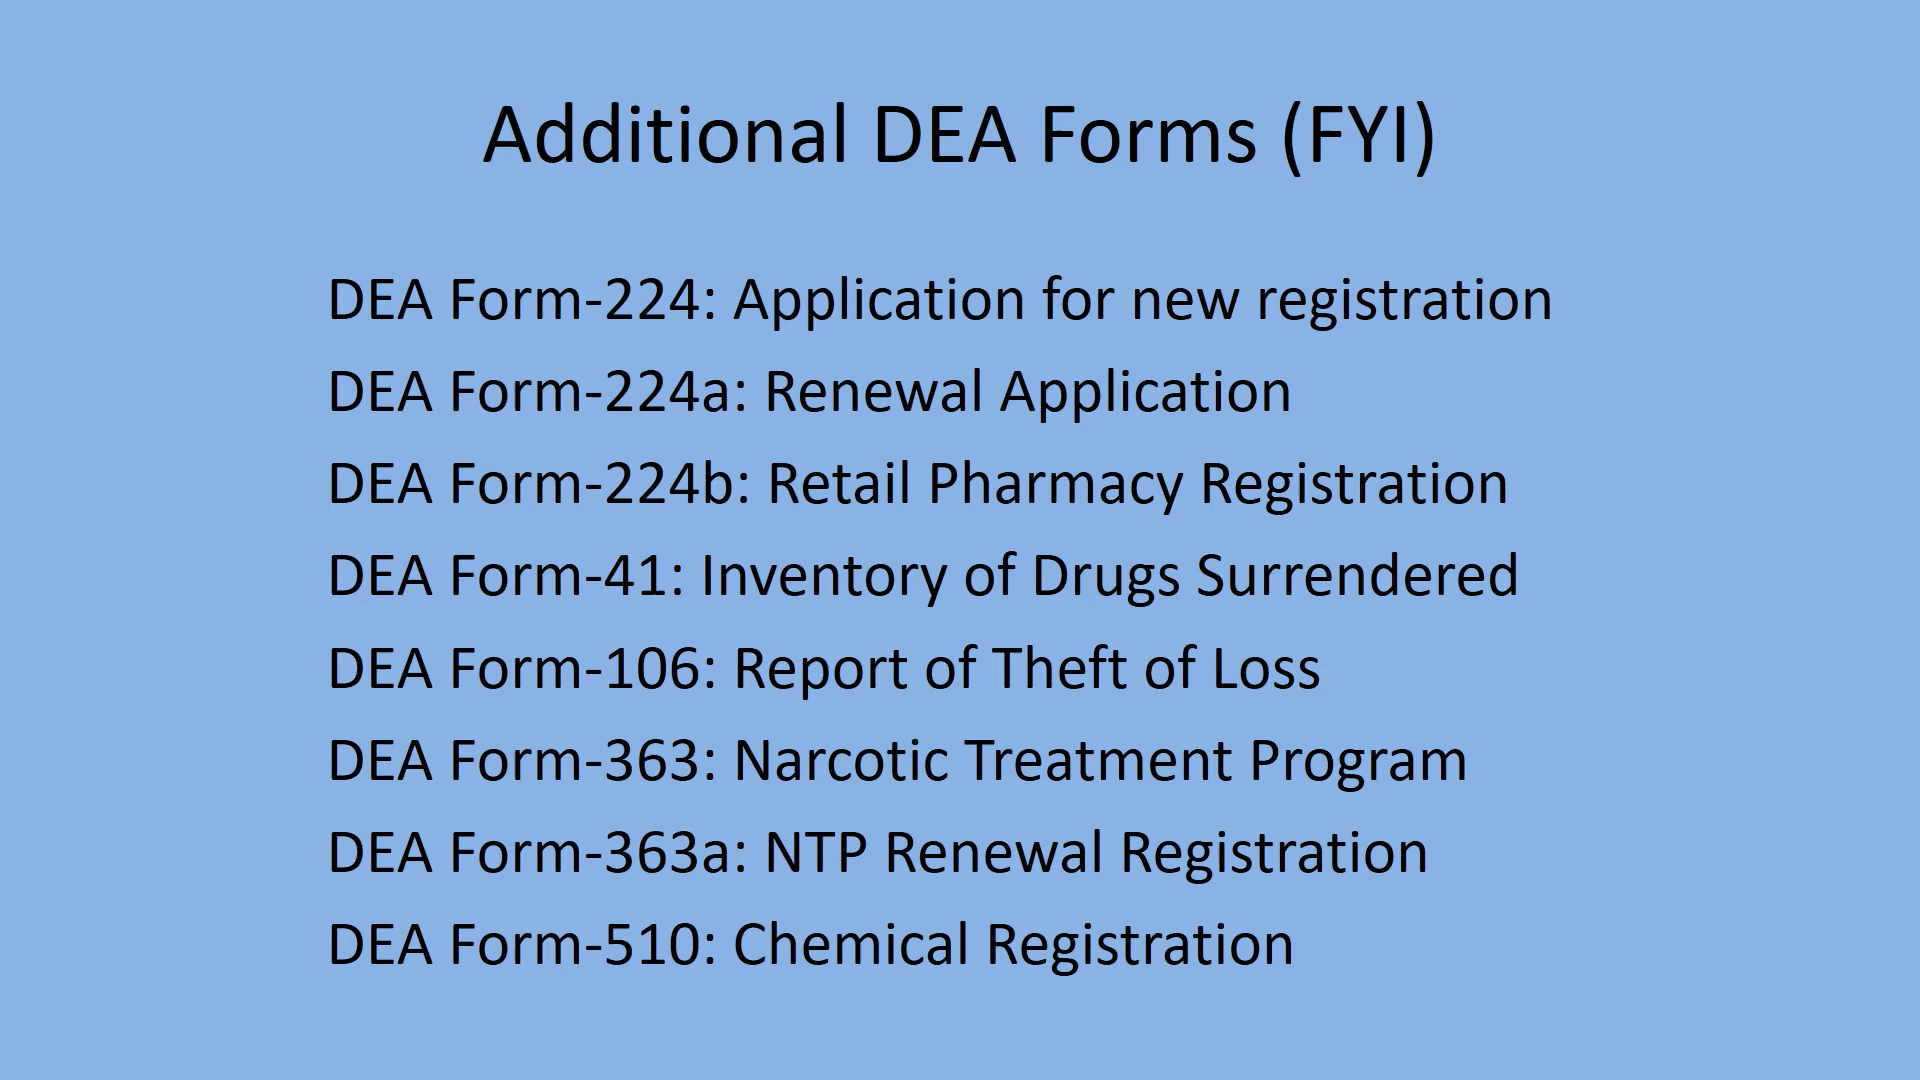 Additional DEA Forms (FYI)
DEA Form-224: Application for new registration
DEA Form-224a: Renewal Application
DEA Form-224b: Retail Pharmacy Registration
DEA Form-41: Inventory of Drugs Surrendered
DEA Form-106: Report of Theft of Loss
DEA Form-363: Narcotic Treatment Program
DEA Form-363a: NTP Renewal Registration
DEA Form-510: Chemical Registration